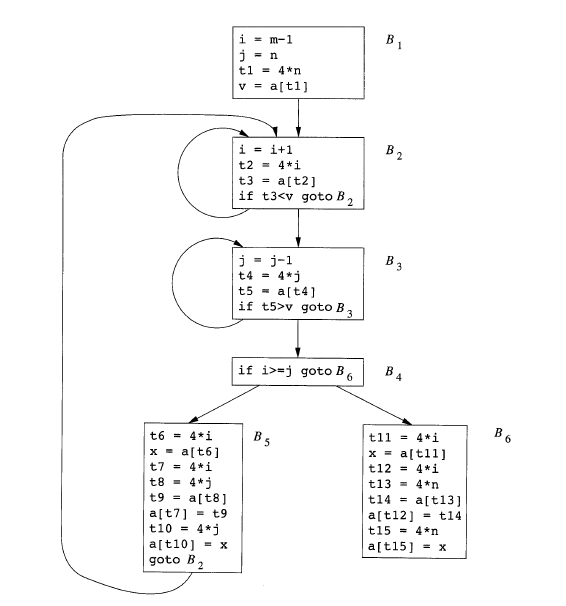 i = m-1
j = n
t1 = 4*n
v = a[t1]
B1
i = i+1
t2 = 4*i
t3 = a[t2]
if t3<v goto B2
B2
j = j-1
t4 = 4*j
t5 = a[t4]
if t5>v goto B3
B3
if i>=j goto B6
B4
t6 = 4*i
x = a[t6]
t7 = 4*i
t8 = 4*j
t9 = a[t8]
a[t7] = t9
t10 = 4*j
a[t10] = x
goto B2
B5
t11 = 4*i
x = a[t11]
t12 = 4*i
t13 = 4*n
t14 = a[t13]
a[t12] = t14
t15 = 4*n
a[t15] = x
B6